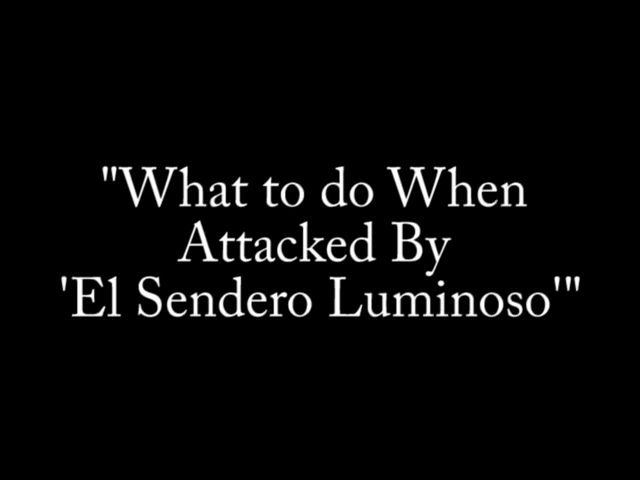 "What to do When
Attacked By
'El Sendero Luminoso'"